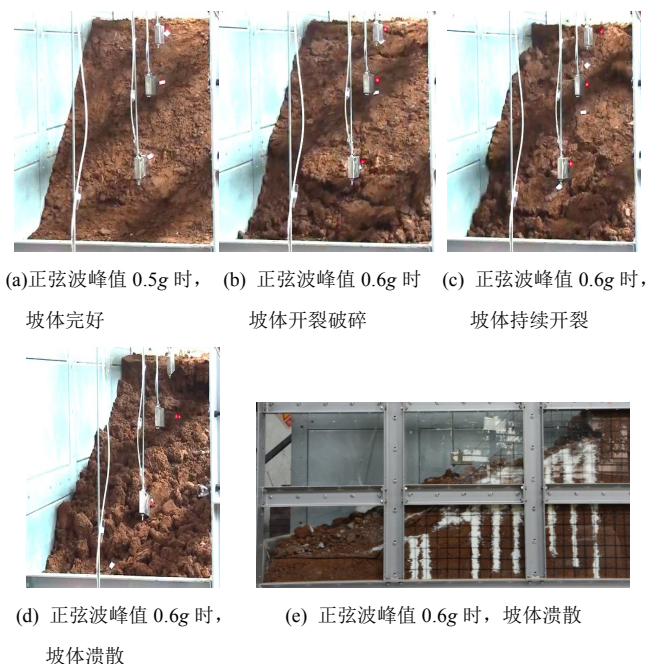 (a)正弦波峰值 0.5g 时，
坡体完好
(b) 正弦波峰值 0.6g 时
坡体开裂破碎
(c) 正弦波峰值 0.6g 时，
坡体持续开裂
(d) 正弦波峰值 0.6g 时，
坡体溃散
(e) 正弦波峰值 0.6g 时，坡体溃散